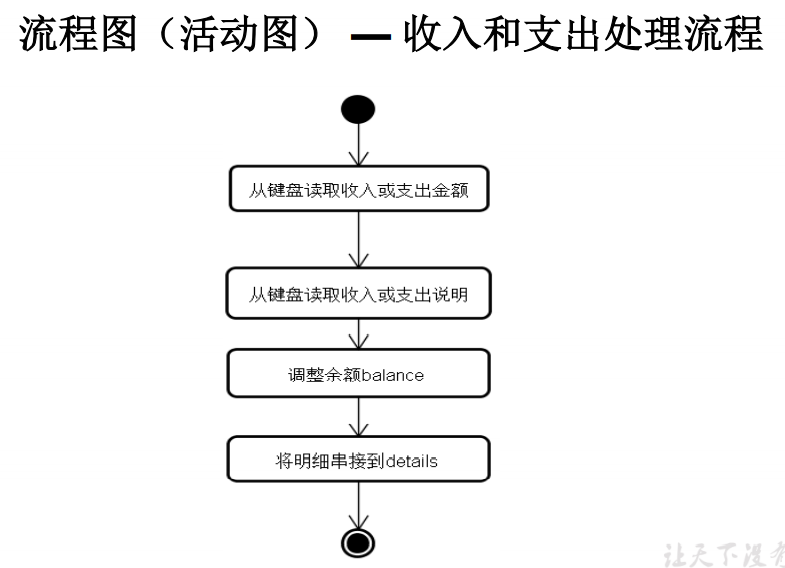 流程图（活动图） — 收入和支出处理流程
从键盘读取收入或支出金额
从键盘读取收入或支出说明
调整余额balance
将明细串接到details
让天下没有